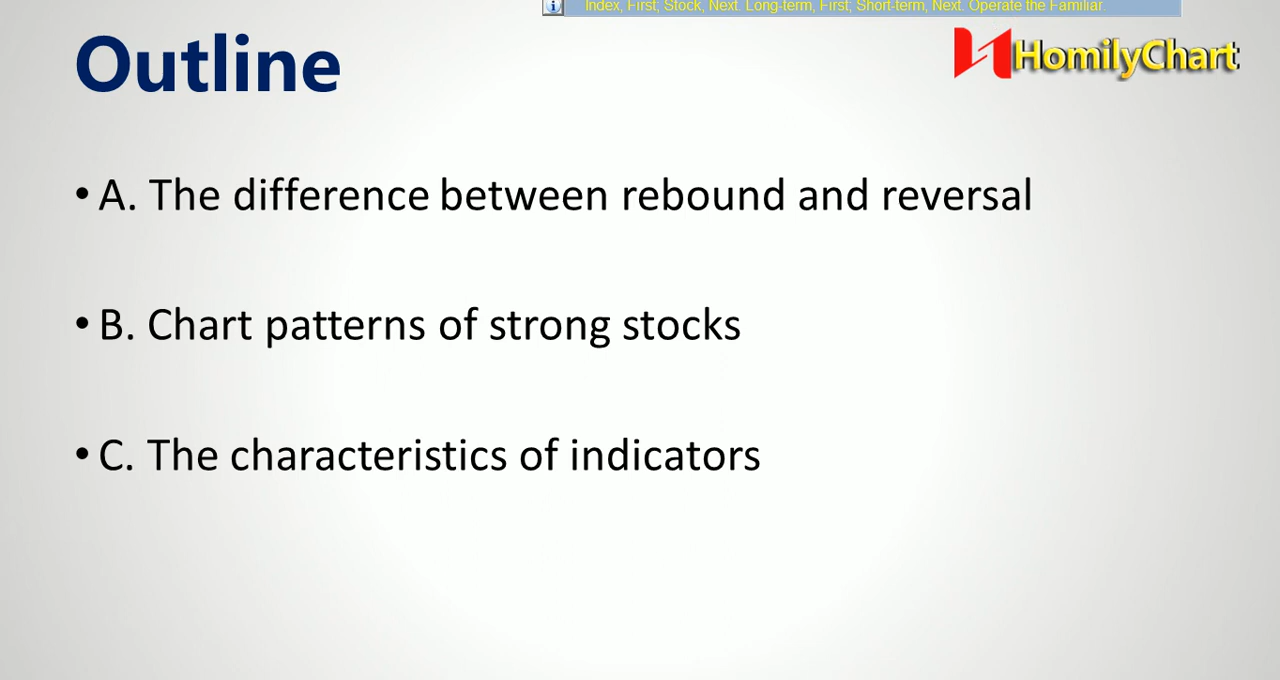 Index, First; Stock, Next. Long-term, First; Short-term, Next. Operate the Familiar.
Outline
HomilyChart
• A. The difference between rebound and reversal
• B. Chart patterns of strong stocks
• C. The characteristics of indicators